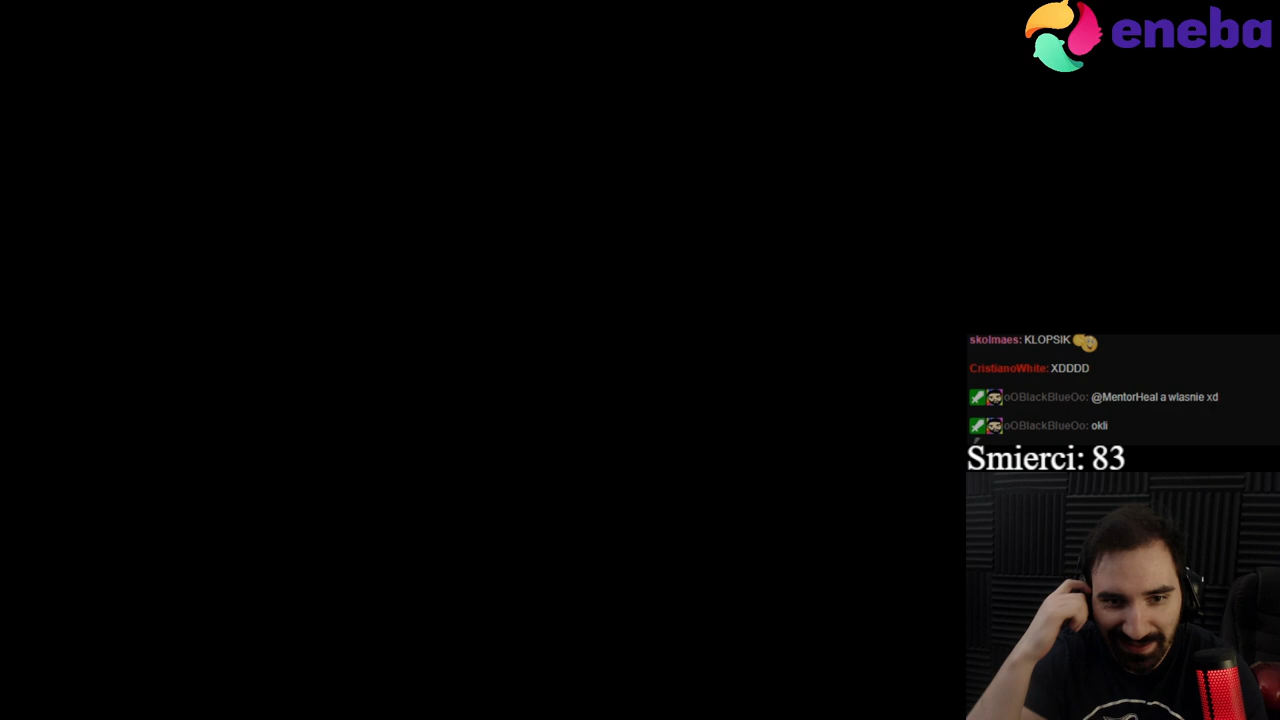 eneba
skolmaes: KLOPSIK
CristianoWhite: XDDDD
oOBlackBlueOo: @MentorHeal a wlasnie xd
oOBlackBlueOo: okli
Śmierci: 83